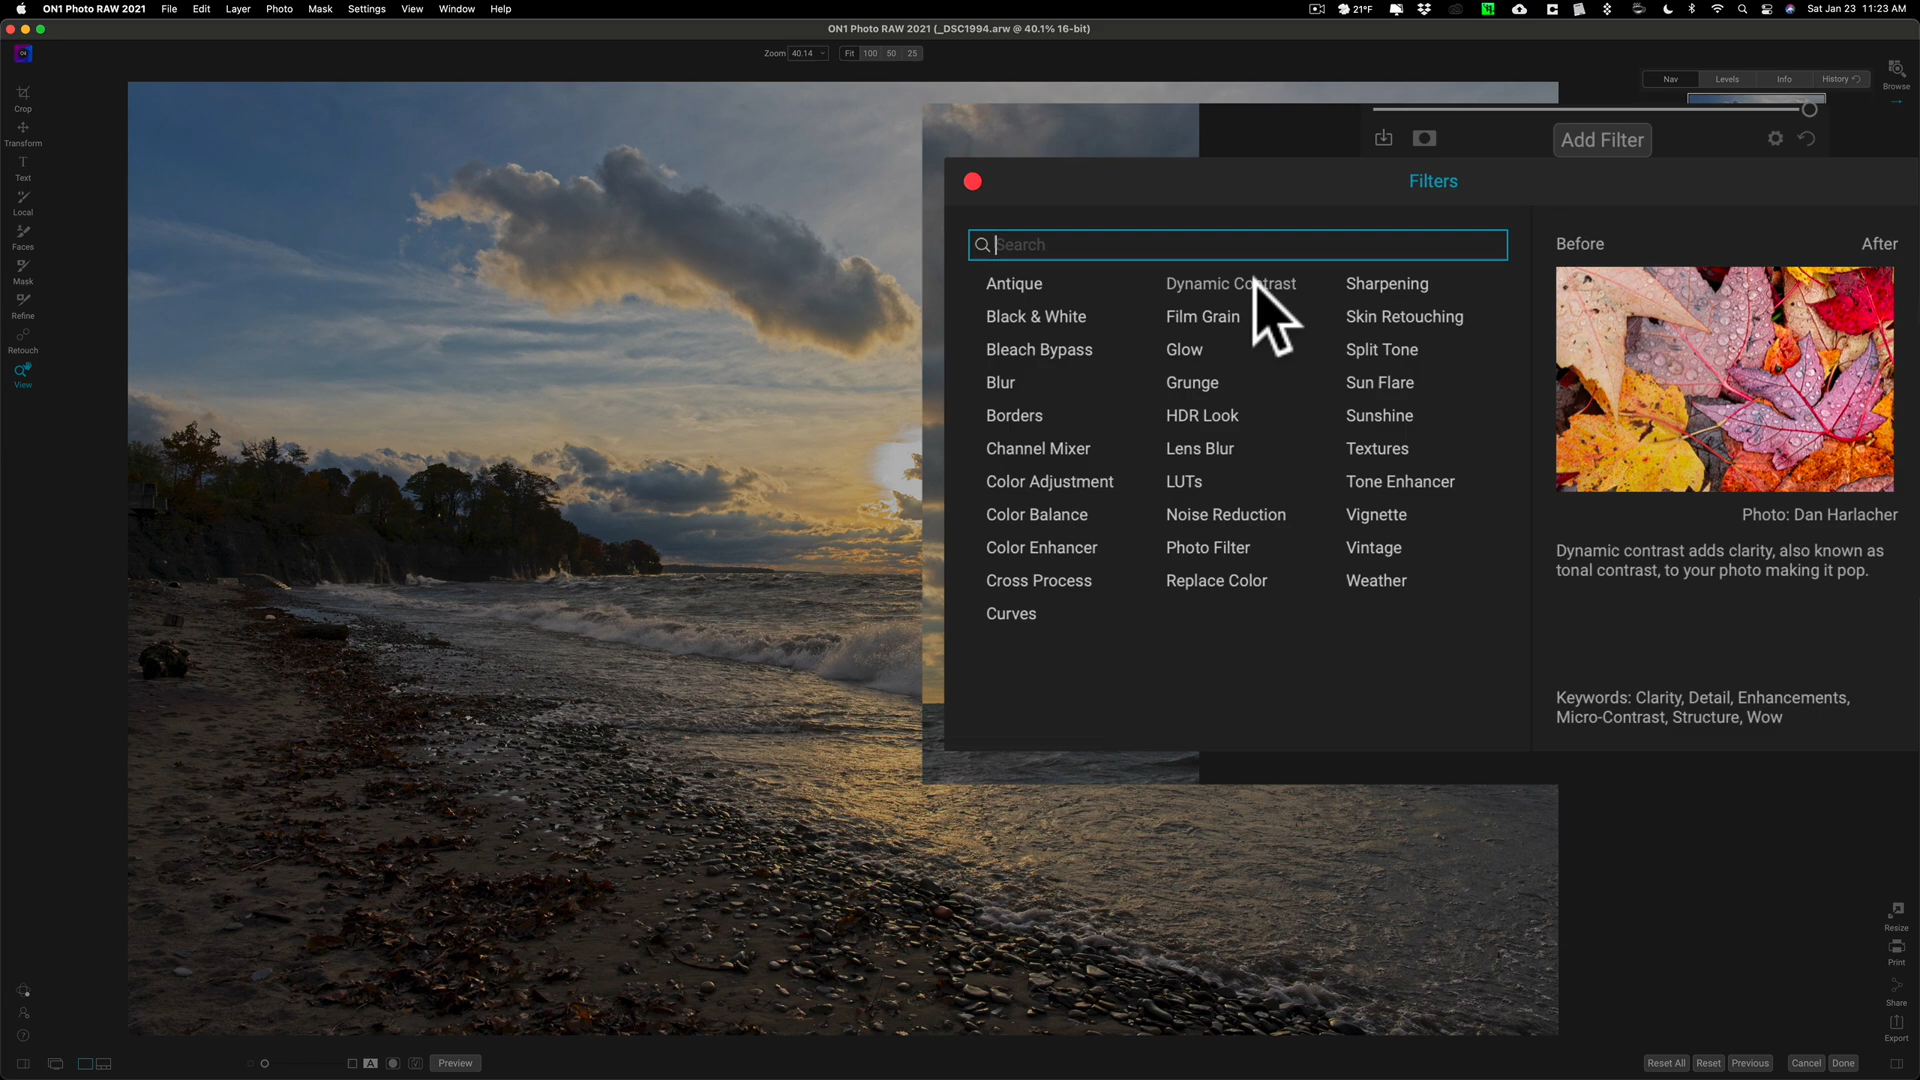 ON1 Photo RAW 2021 File Edit Layer Photo Mask Settings View Window Help 21°F Sat Jan 23 11:23 AM
ON1 Photo RAW 2021 (_DSC1994.arw @ 40.1% 16-bit)
Zoom 40.14 Fit 100 50 25
Nav Levels Info History
Browse
Crop
Transform
Text
Local
Faces
Mask
Refine
Retouch
View
Add Filter
Filters
Search
Antique
Black & White
Bleach Bypass
Blur
Borders
Channel Mixer
Color Adjustment
Color Balance
Color Enhancer
Cross Process
Curves
Dynamic Contrast
Film Grain
Glow
Grunge
HDR Look
Lens Blur
LUTs
Noise Reduction
Photo Filter
Replace Color
Sharpening
Skin Retouching
Split Tone
Sun Flare
Sunshine
Textures
Tone Enhancer
Vignette
Vintage
Weather
Before After
Photo: Dan Harlacher
Dynamic contrast adds clarity, also known as
tonal contrast, to your photo making it pop.
Keywords: Clarity, Detail, Enhancements,
Micro-Contrast, Structure, Wow
Resize
Print
Share
Export
A Preview
Reset All Reset Previous Cancel Done